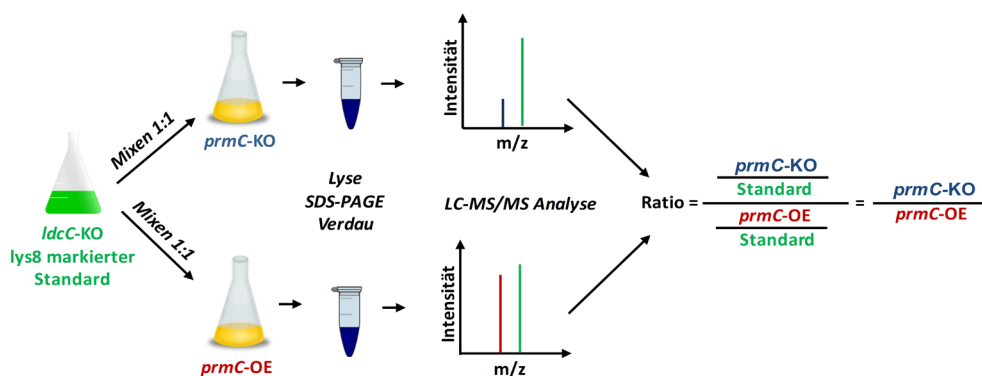 Mixen 1:1
prmC-KO
Intensität
m/z
ldcC-KO
lys8 markierter
Standard
Lyse
SDS-PAGE
Verdau
LC-MS/MS Analyse
Ratio = prmC-KO
Standard
prmC-OE
Standard
= prmC-KO
prmC-OE
Mixen 1:1
prmC-OE
Intensität
m/z